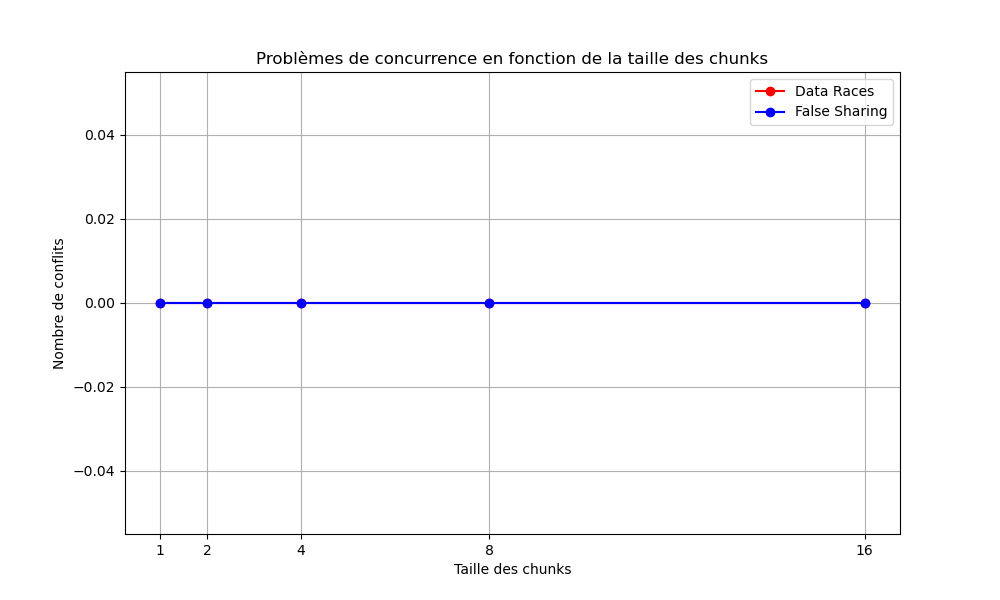 Problèmes de concurrence en fonction de la taille des chunks
Data Races
False Sharing
Nombre de conflits
0.04
0.02
0.00
−0.02
−0.04
1 2 4 8 16
Taille des chunks